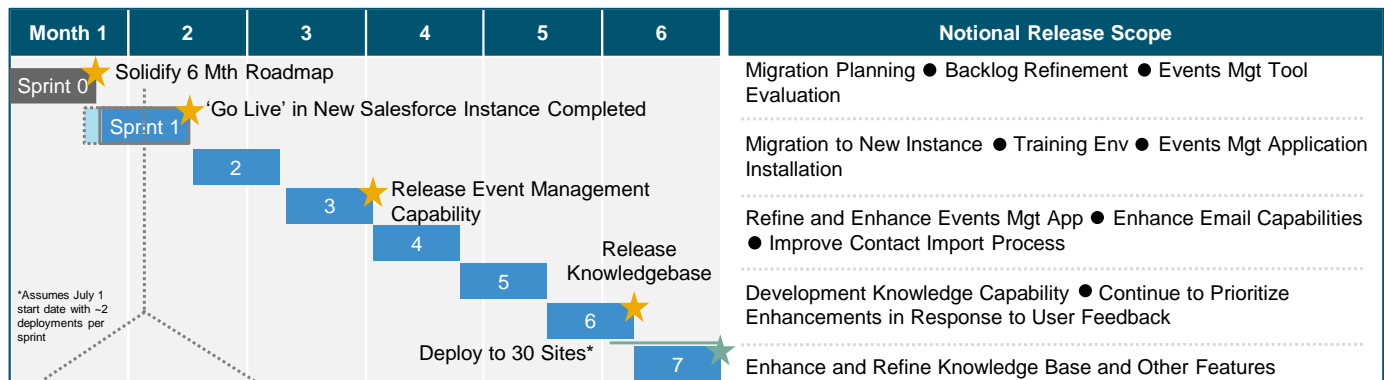 Month 1 2 3 4 5 6 Notional Release Scope
Sprint 0
Solidify 6 Mth Roadmap
Sprint 1
‘Go Live’ in New Salesforce Instance Completed
2
3
Release Event Management
Capability
4
5
Release
Knowledgebase
6
Deploy to 30 Sites*
7
*Assumes July 1
start date with ~2
deployments per
sprint
Migration Planning ● Backlog Refinement ● Events Mgt Tool
Evaluation
Migration to New Instance ● Training Env ● Events Mgt Application
Installation
Refine and Enhance Events Mgt App ● Enhance Email Capabilities
● Improve Contact Import Process
Development Knowledge Capability ● Continue to Prioritize
Enhancements in Response to User Feedback
Enhance and Refine Knowledge Base and Other Features